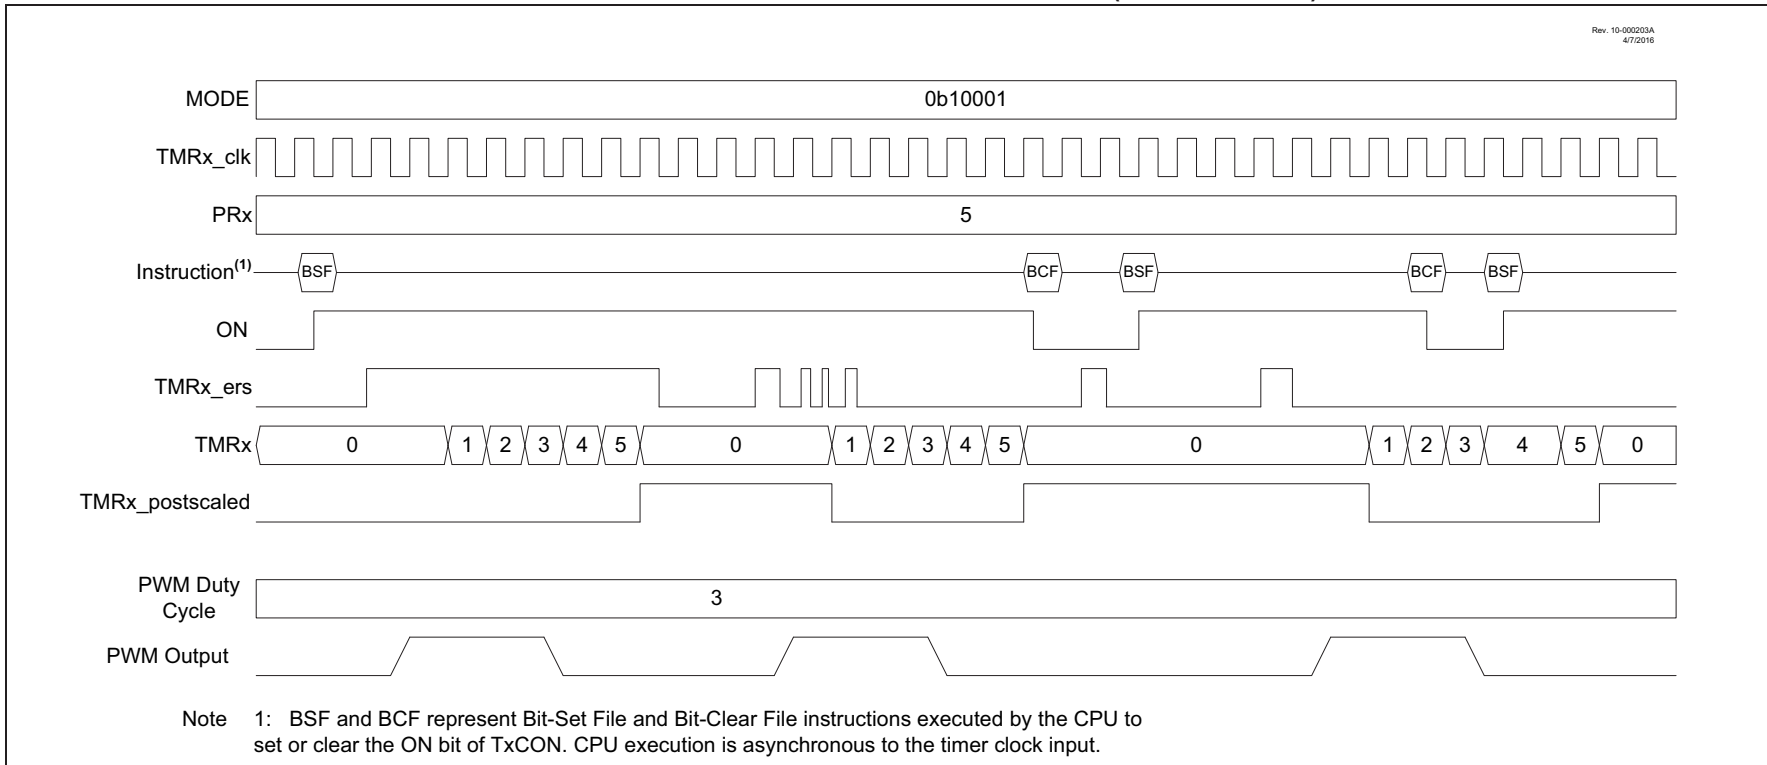 Rev. 10-000203A
4/7/2016
MODE 0b10001
TMRx_clk
PRx 5
Instruction(1) BSF BCF BSF BCF BSF
ON
TMRx_ers
TMRx 0 1 2 3 4 5 0 1 2 3 4 5 0 1 2 3 4 5 0
TMRx_postscaled
PWM Duty
Cycle 3
PWM Output
Note 1: BSF and BCF represent Bit-Set File and Bit-Clear File instructions executed by the CPU to
set or clear the ON bit of TxCON. CPU execution is asynchronous to the timer clock input.